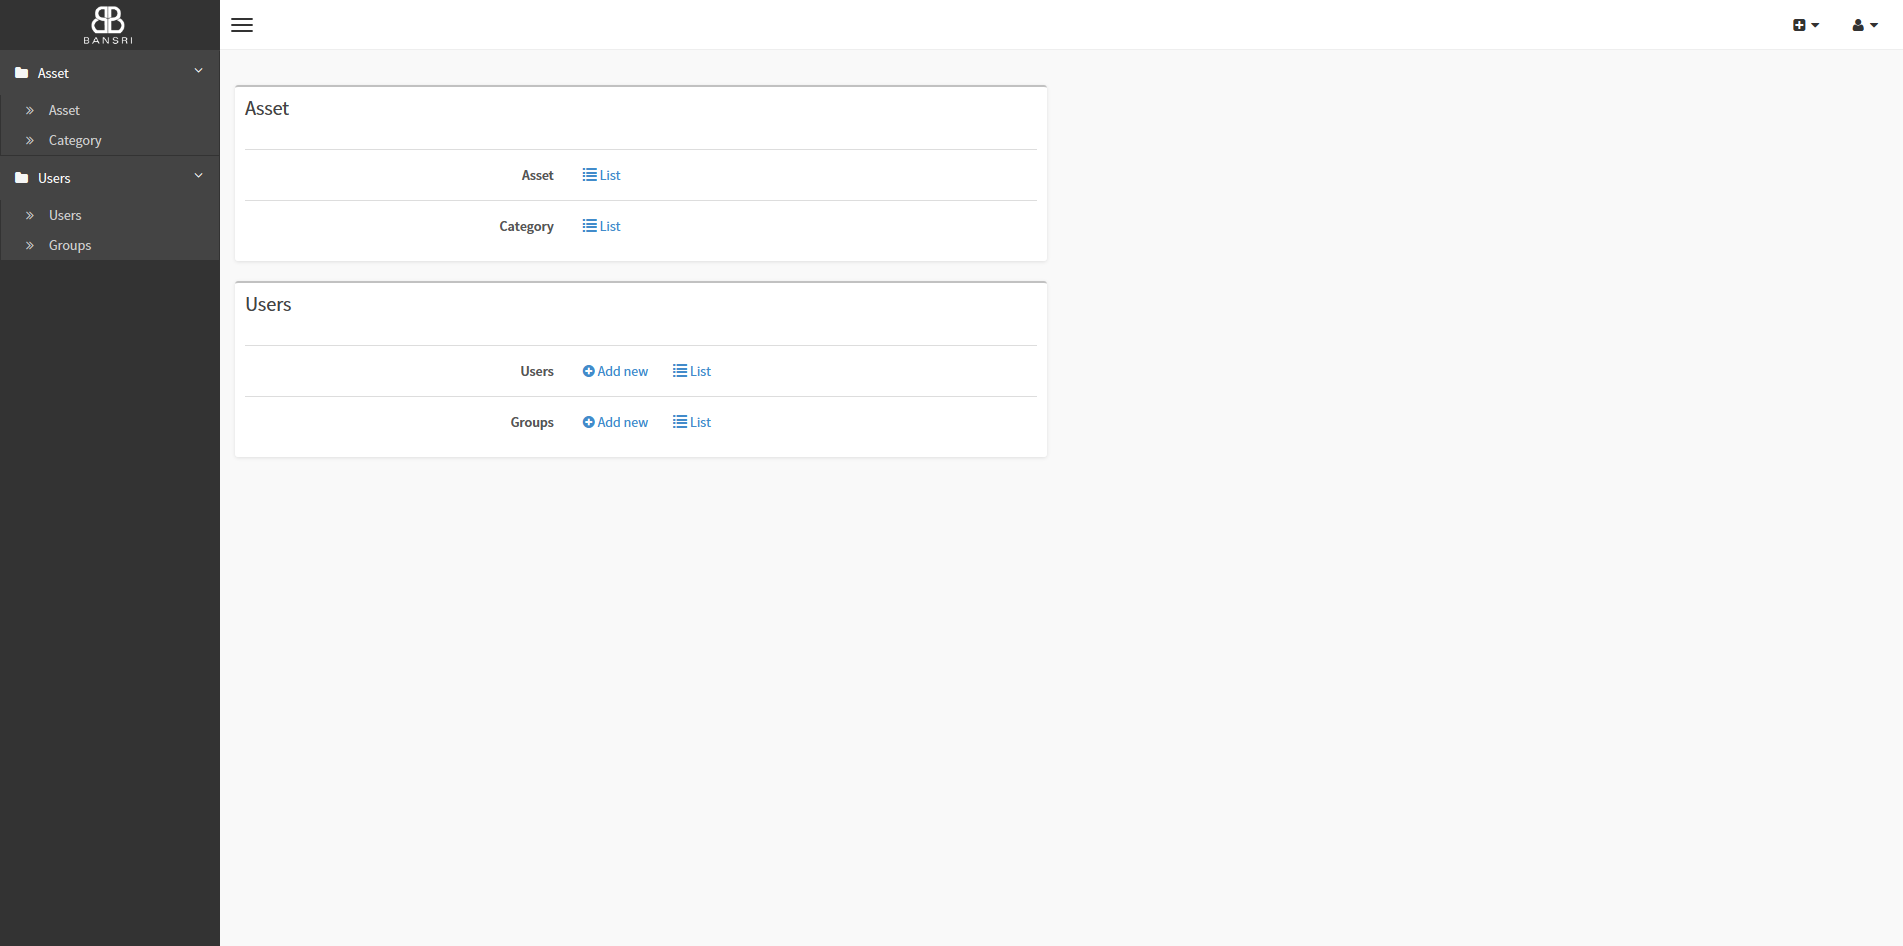 BANSRI
Asset
Asset
Category
Users
Users
Groups
Asset
Asset List
Category List
Users
Users Add new List
Groups Add new List